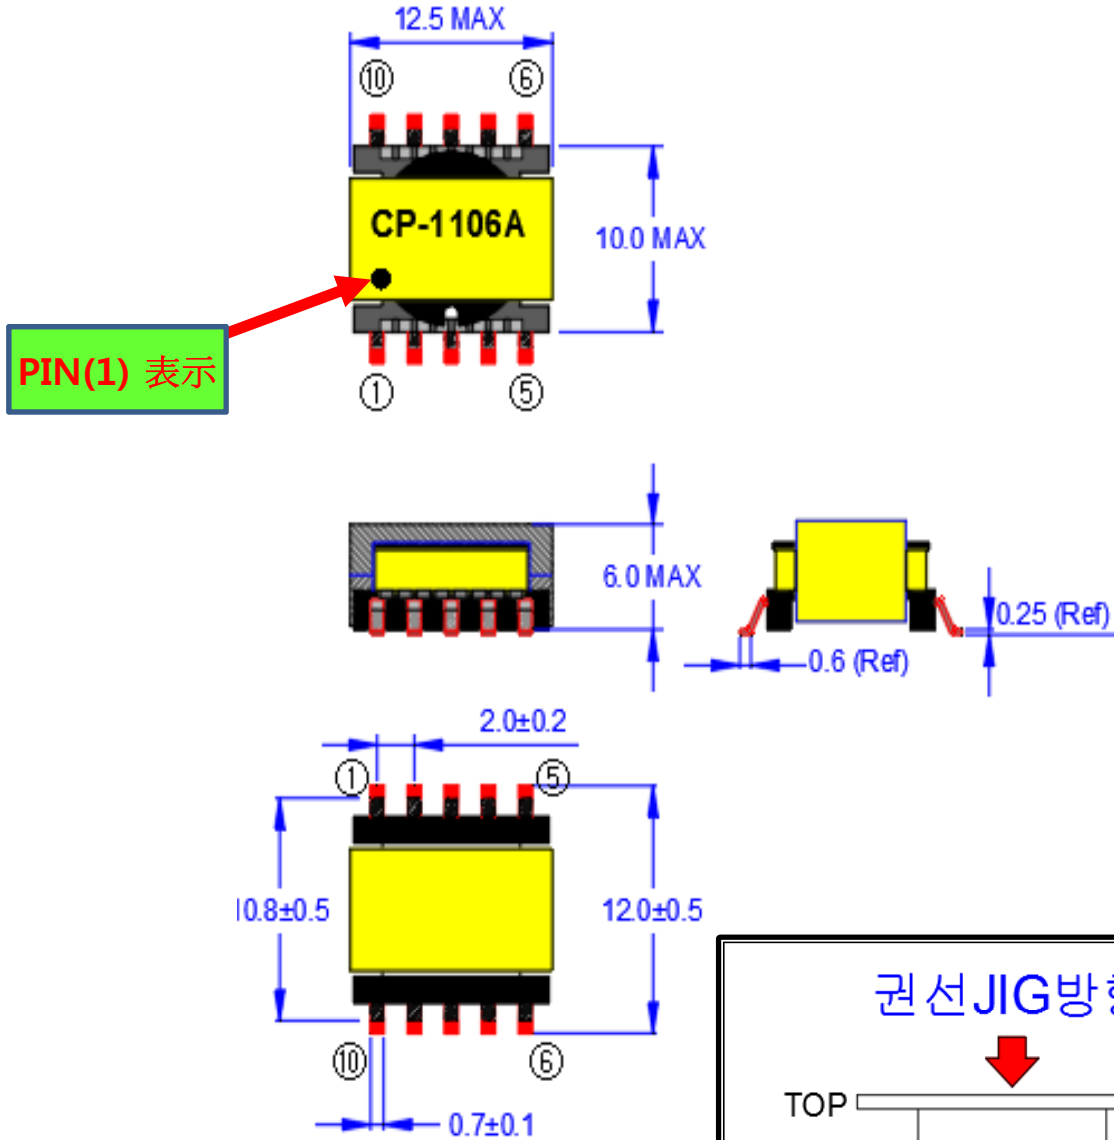 12.5 MAX
⑩ ⑥
CP-1106A
10.0 MAX
PIN(1) 表示
① ⑤
6.0 MAX
0.25 (Ref)
0.6 (Ref)
2.0±0.2
① ⑤
10.8±0.5
12.0±0.5
⑩ ⑥
0.7±0.1
권선JIG방향
TOP